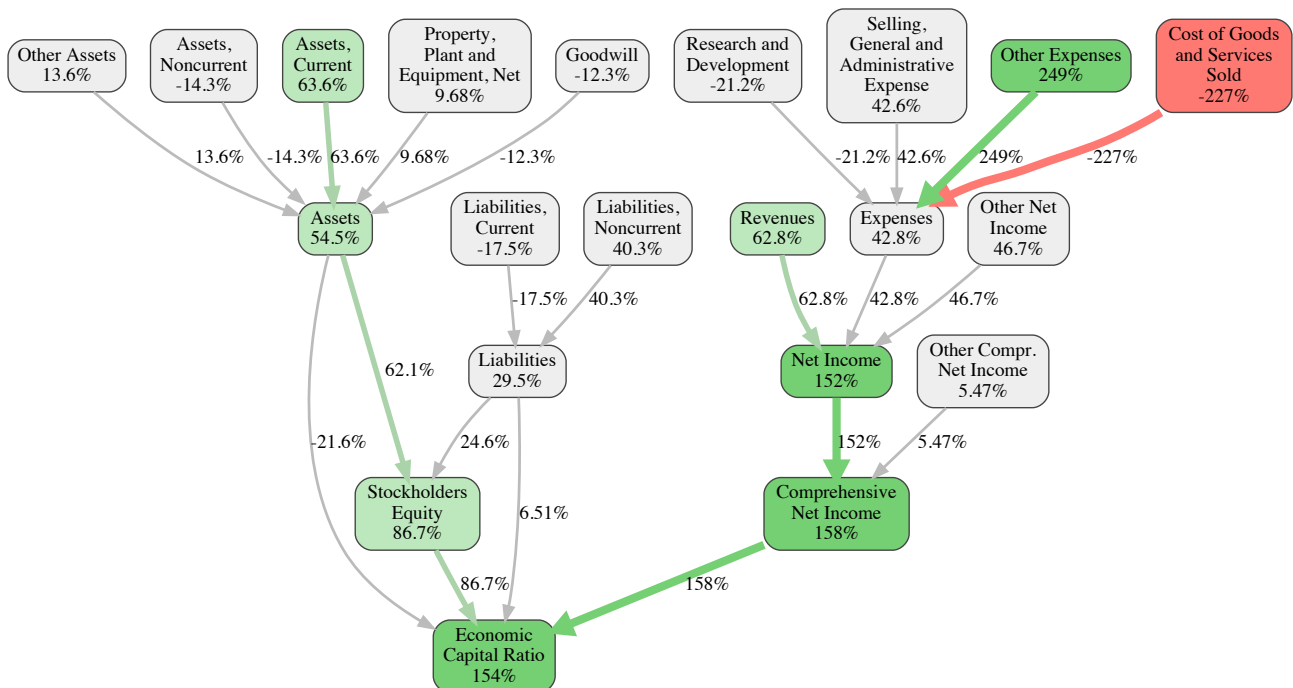 Other Assets
13.6%
Assets,
Noncurrent
-14.3%
Assets,
Current
63.6%
Property,
Plant and
Equipment, Net
9.68%
Goodwill
-12.3%
Research and
Development
-21.2%
Selling,
General and
Administrative
Expense
42.6%
Other Expenses
249%
Cost of Goods
and Services
Sold
-227%
13.6%
-14.3%
63.6%
9.68%
-12.3%
-21.2%
42.6%
249%
-227%
Assets
54.5%
Liabilities,
Current
-17.5%
Liabilities,
Noncurrent
40.3%
Revenues
62.8%
Expenses
42.8%
Other Net
Income
46.7%
-17.5%
40.3%
62.8%
42.8%
46.7%
62.1%
Liabilities
29.5%
Net Income
152%
Other Compr.
Net Income
5.47%
-21.6%
24.6%
152%
5.47%
Stockholders
Equity
86.7%
6.51%
Comprehensive
Net Income
158%
86.7%
158%
Economic
Capital Ratio
154%